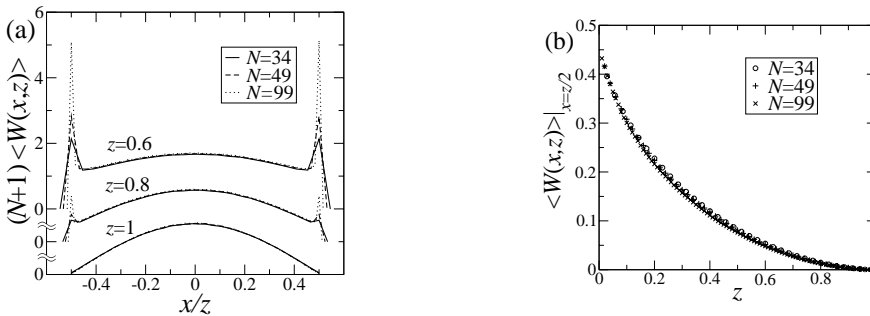 (a)
6
4
2
0
0
0
(N+1) <W(x,z)>
N=34
N=49
N=99
z=0.6
z=0.8
z=1
-0.4 -0.2 0 0.2 0.4
x/z
(b)
0.5
0.4
0.3
0.2
0.1
0
<W(x,z)>|x=z/2
N=34
N=49
N=99
0 0.2 0.4 0.6 0.8
z